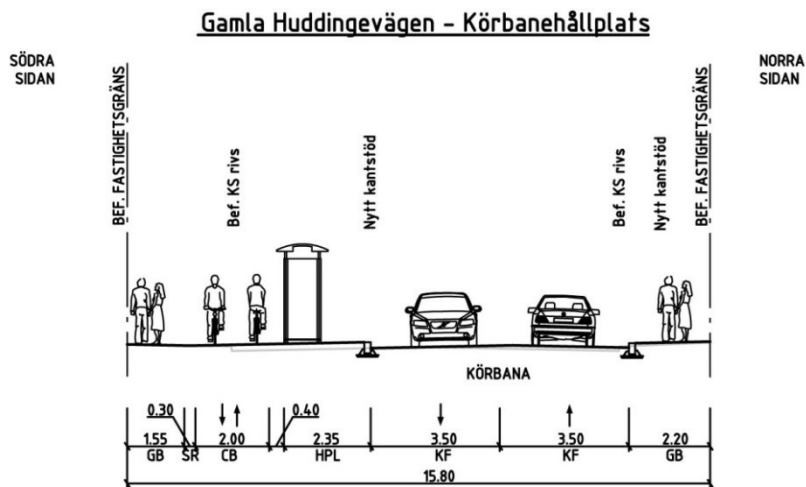 Gamla Huddingevägen - Körbanehållplats
SÖDRA
SIDAN
NORRA
SIDAN
BEF. FASTIGHETSGRÄNS
Bef. KS rivs
Nytt kantstöd
Bef. KS rivs
Nytt kantstöd
BEF. FASTIGHETSGRÄNS
KÖRBANA
0.30
0.40
1.55
2.00
2.35
3.50
3.50
2.20
GB
SR
CB
HPL
KF
KF
GB
15.80